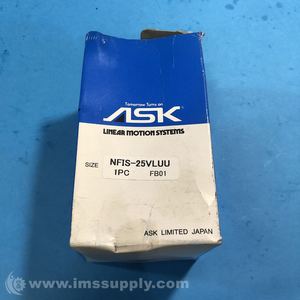 Tomorrow Turns on
ASK
LINEAR MOTION SYSTEMS
SIZE NFIS-25VLUU
1PC FB01
ASK LIMITED JAPAN
© www.imssupply.com